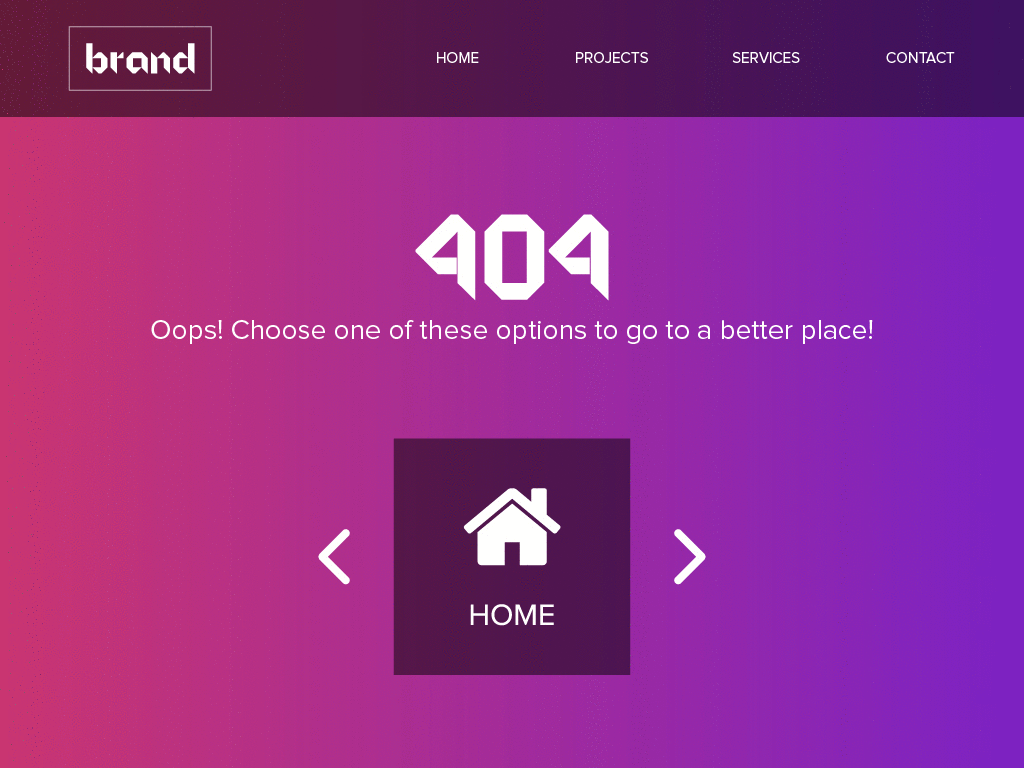 brand
HOME PROJECTS SERVICES CONTACT
404
Oops! Choose one of these options to go to a better place!
HOME